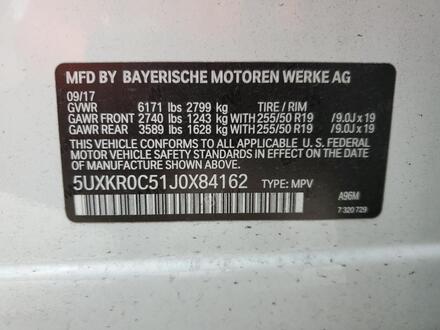 MFD BY BAYERISCHE MOTOREN WERKE AG
09/17
GVWR 6171 lbs 2799 kg TIRE / RIM
GAWR FRONT 2740 lbs 1243 kg WITH 255/50 R19 /9.0J x 19
GAWR REAR 3589 lbs 1628 kg WITH 255/50 R19 /9.0J x 19
THIS VEHICLE CONFORMS TO ALL APPLICABLE U. S. FEDERAL
MOTOR VEHICLE SAFETY STANDARDS IN EFFECT ON THE
DATE OF MANUFACTURE SHOWN ABOVE.
5UXKR0C51J0X84162 TYPE: MPV
A96M
7 320 729